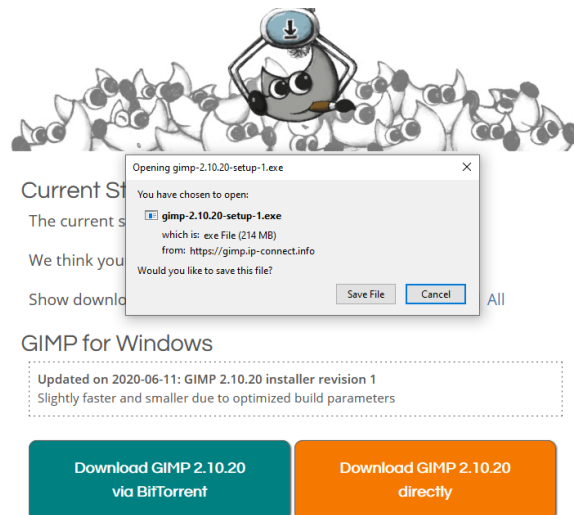 Opening gimp-2.10.20-setup-1.exe
Current St
You have chosen to open:
gimp-2.10.20-setup-1.exe
The current s
which is: exe File (214 MB)
from: https://gimp.ip-connect.info
We think you
Would you like to save this file?
Show downlo
Save File
Cancel
All
GIMP for Windows
Updated on 2020-06-11: GIMP 2.10.20 installer revision 1
Slightly faster and smaller due to optimized build parameters
Download GIMP 2.10.20
via BitTorrent
Download GIMP 2.10.20
directly